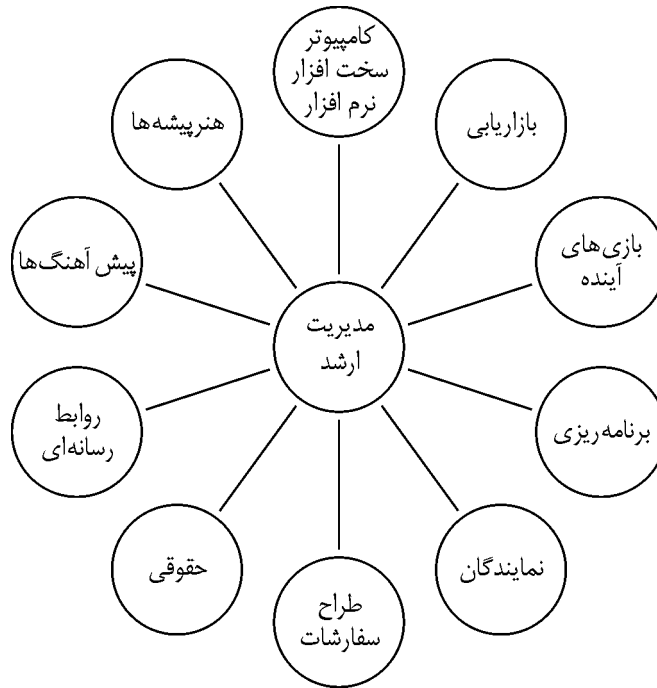 کامپیوتر
سخت افزار
نرم افزار
بازاریابی
بازی‌های
آینده
برنامه‌ریزی
نمایندگان
طراح
سفارشات
حقوقی
روابط
رسانه‌ای
پیش آهنگ‌ها
هنرپیشه‌ها
مدیریت
ارشد